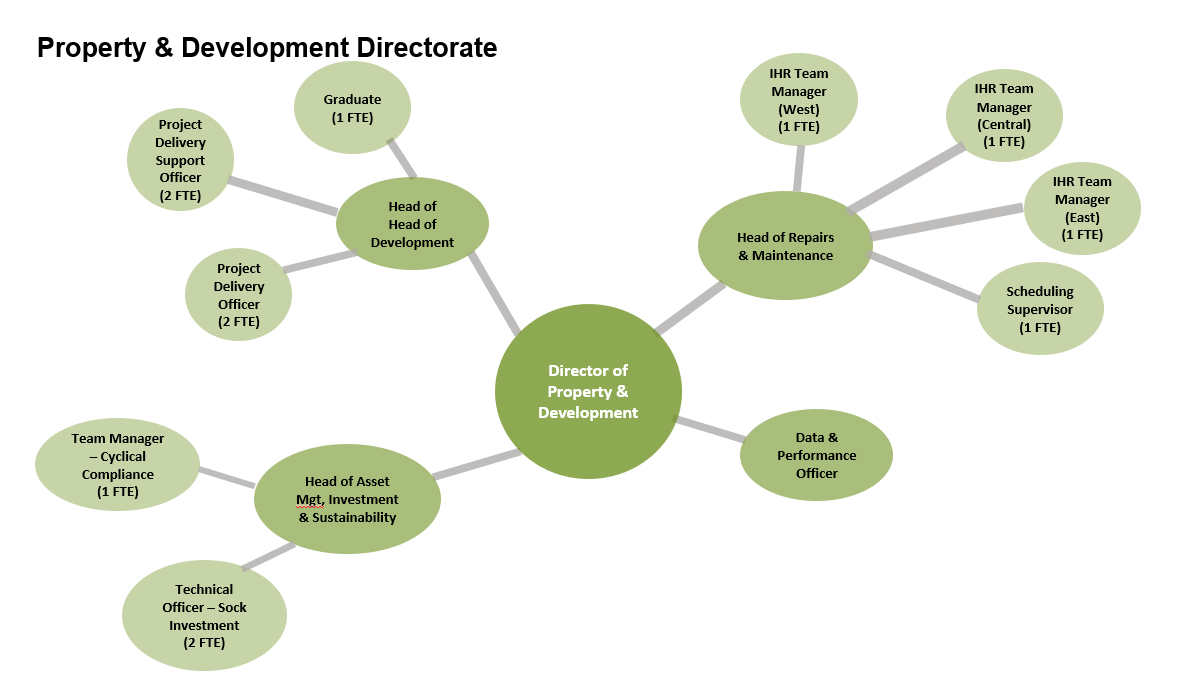 Property & Development Directorate
Graduate
(1 FTE)
Project
Delivery
Support
Officer
(2 FTE)
Head of
Head of
Development
Project
Delivery
Officer
(2 FTE)
IHR Team
Manager
(West)
(1 FTE)
IHR Team
Manager
(Central)
(1 FTE)
IHR Team
Manager
(East)
(1 FTE)
Head of Repairs
& Maintenance
Scheduling
Supervisor
(1 FTE)
Director of
Property &
Development
Data &
Performance
Officer
Team Manager
– Cyclical
Compliance
(1 FTE)
Head of Asset
Mgt, Investment
& Sustainability
Technical
Officer – Sock
Investment
(2 FTE)